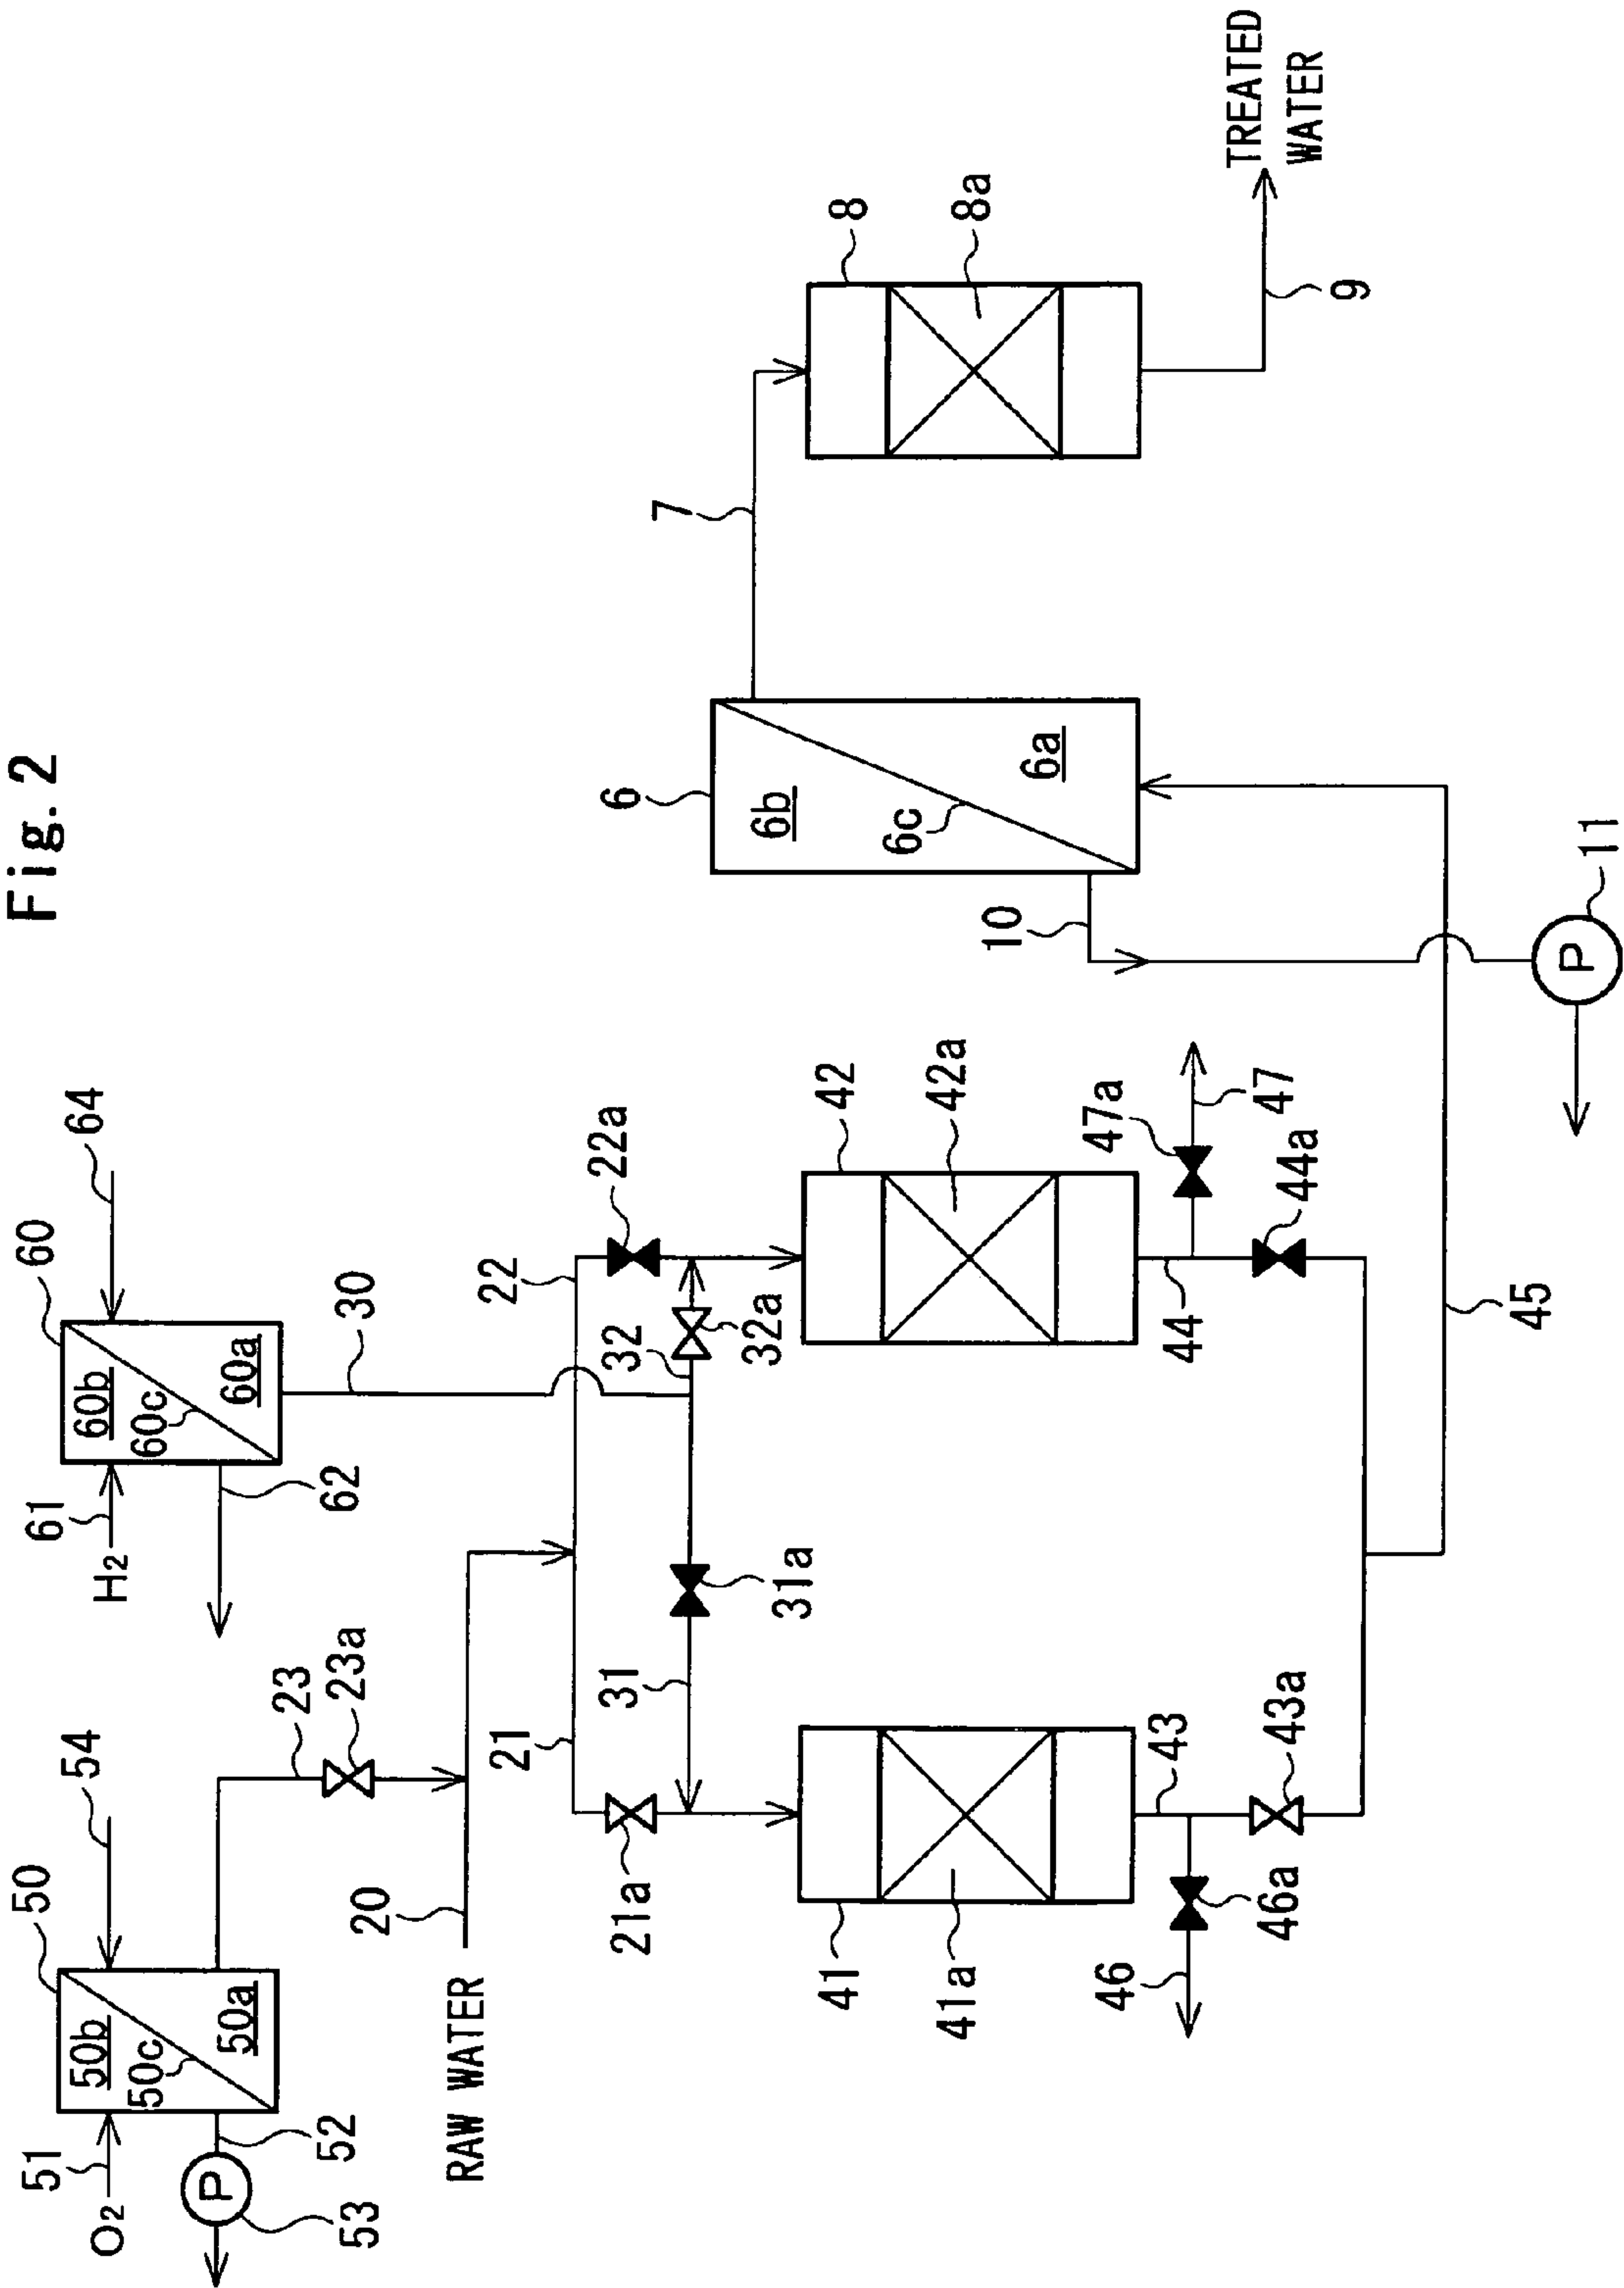 Fig. 2
50
54
51
O2
50b
50c
50a
52
P
53
23
23a
60
64
61
H2
60b
60c
60a
62
30
RAW WATER
20
21
22
21a
22a
31
31a
32
32a
41
41a
42
42a
43
43a
44
44a
46
46a
47
47a
45
6
6b
6c
6a
7
10
P
11
8
8a
9
TREATED
WATER